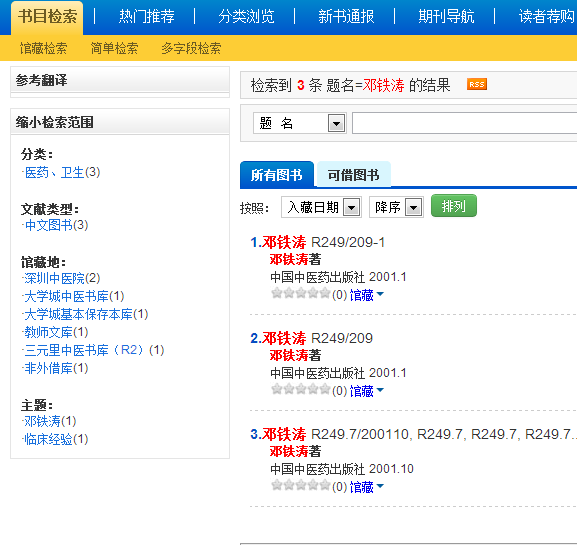 书目检索 热门推荐 分类浏览 新书通报 期刊导航 读者荐购
馆藏检索 简单检索 多字段检索
参考翻译
缩小检索范围
分类：
·医药、卫生(3)
文献类型：
·中文图书(3)
馆藏地：
·深圳中医院(2)
·大学城中医书库(1)
·大学城基本保存本库(1)
·教师文库(1)
·三元里中医书库（R2）(1)
·非外借库(1)
主题：
·邓铁涛(1)
·临床经验(1)
检索到 3 条 题名=邓铁涛 的结果 RSS
题 名
所有图书 可借图书
按照： 入藏日期 降序 排列
1.邓铁涛 R249/209-1
邓铁涛著
中国中医药出版社 2001.1
(0) 馆藏
2.邓铁涛 R249/209
邓铁涛著
中国中医药出版社 2001.1
(0) 馆藏
3.邓铁涛 R249.7/200110, R249.7, R249.7, R249.7..
邓铁涛著
中国中医药出版社 2001.10
(0) 馆藏